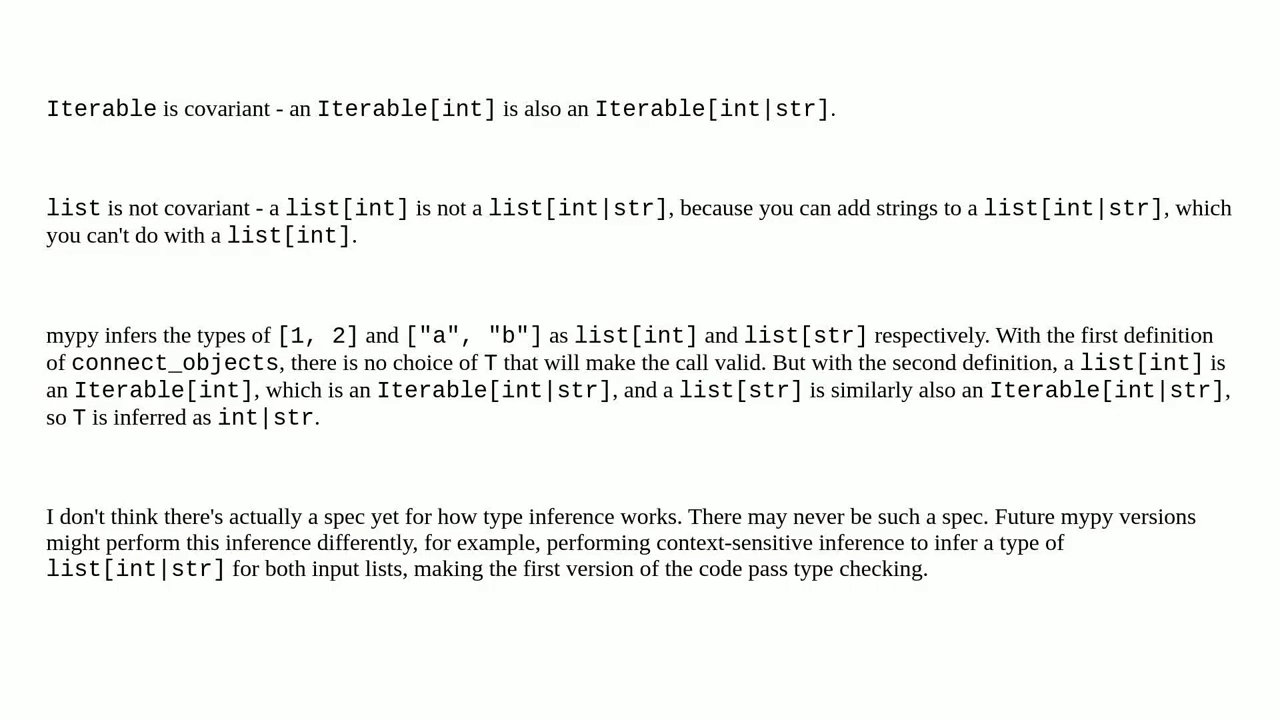 Iterable is covariant - an Iterable[int] is also an Iterable[int|str].
list is not covariant - a list[int] is not a list[int|str], because you can add strings to a list[int|str], which
you can't do with a list[int].
mypy infers the types of [1, 2] and ["a", "b"] as list[int] and list[str] respectively. With the first definition
of connect_objects, there is no choice of T that will make the call valid. But with the second definition, a list[int] is
an Iterable[int], which is an Iterable[int|str], and a list[str] is similarly also an Iterable[int|str],
so T is inferred as int|str.
I don't think there's actually a spec yet for how type inference works. There may never be such a spec. Future mypy versions
might perform this inference differently, for example, performing context-sensitive inference to infer a type of
list[int|str] for both input lists, making the first version of the code pass type checking.